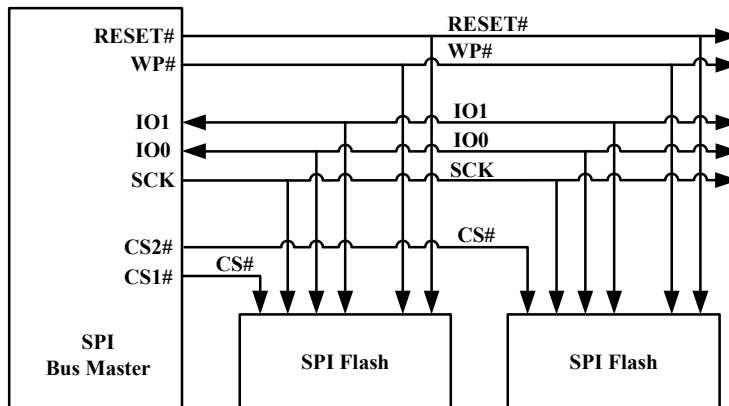 RESET#
RESET#
WP#
WP#
IO1
IO1
IO0
IO0
SCK
SCK
CS2#
CS#
CS1#
CS#
SPI
Bus Master
SPI Flash
SPI Flash